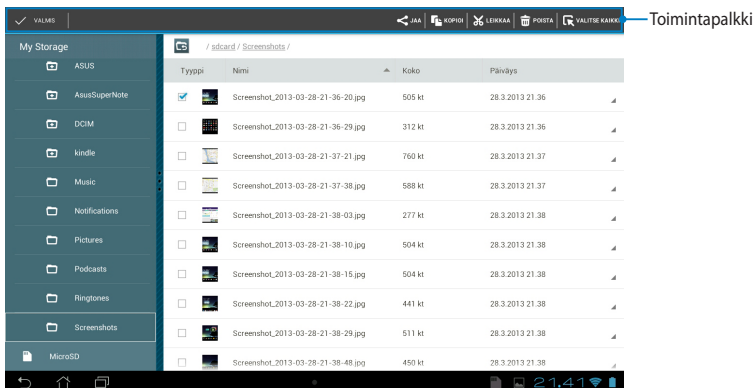 VALMIS JAA KOPIOI LEIKKAA POISTA VALITSE KAIKKI Toimintapalkki
My Storage / sdcard / Screenshots /
ASUS Tyyppi Nimi Koko Päiväys
AsusSuperNote Screenshot_2013-03-28-21-36-20.jpg 505 kt 28.3.2013 21.36
DCIM Screenshot_2013-03-28-21-36-29.jpg 312 kt 28.3.2013 21.36
kindle Screenshot_2013-03-28-21-37-21.jpg 760 kt 28.3.2013 21.37
Music Screenshot_2013-03-28-21-37-38.jpg 588 kt 28.3.2013 21.37
Notifications Screenshot_2013-03-28-21-38-03.jpg 277 kt 28.3.2013 21.38
Pictures Screenshot_2013-03-28-21-38-10.jpg 504 kt 28.3.2013 21.38
Podcasts Screenshot_2013-03-28-21-38-15.jpg 504 kt 28.3.2013 21.38
Ringtones Screenshot_2013-03-28-21-38-22.jpg 441 kt 28.3.2013 21.38
Screenshots Screenshot_2013-03-28-21-38-29.jpg 511 kt 28.3.2013 21.38
MicroSD Screenshot_2013-03-28-21-38-48.jpg 450 kt 28.3.2013 21.38
21.41